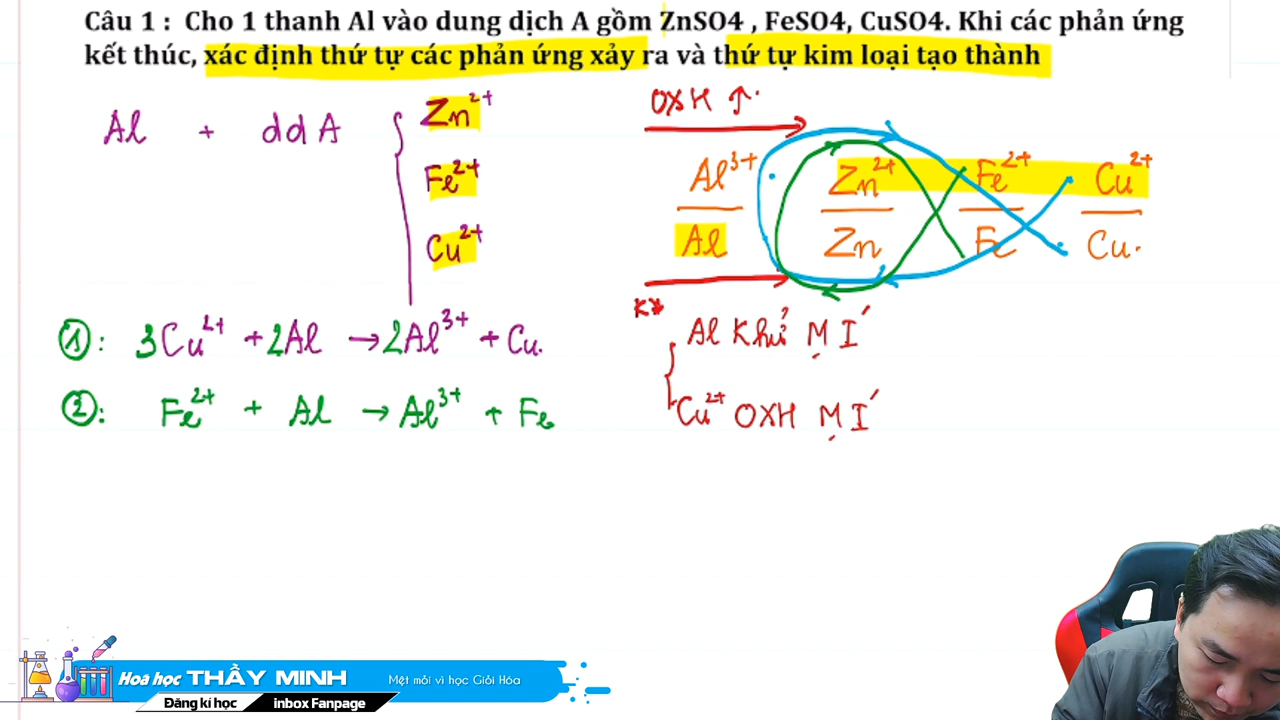 Câu 1 : Cho 1 thanh Al vào dung dịch A gồm ZnSO4 , FeSO4, CuSO4. Khi các phản ứng
kết thúc, xác định thứ tự các phản ứng xảy ra và thứ tự kim loại tạo thành
Al + ddA { Zn²⁺
Fe²⁺
Cu²⁺
OXH ↑
Al³⁺ Zn²⁺ Fe²⁺ Cu²⁺
Al Zn Fe Cu.
①: 3Cu²⁺ + 2Al → 2Al³⁺ + Cu.
②: Fe²⁺ + Al → Al³⁺ + Fe
Al Khử MỊ
Cu²⁺ OXH MỊ
Hoá học THẦY MINH
Mệt mỏi vì học Giỏi Hóa
Đăng kí học
inbox Fanpage